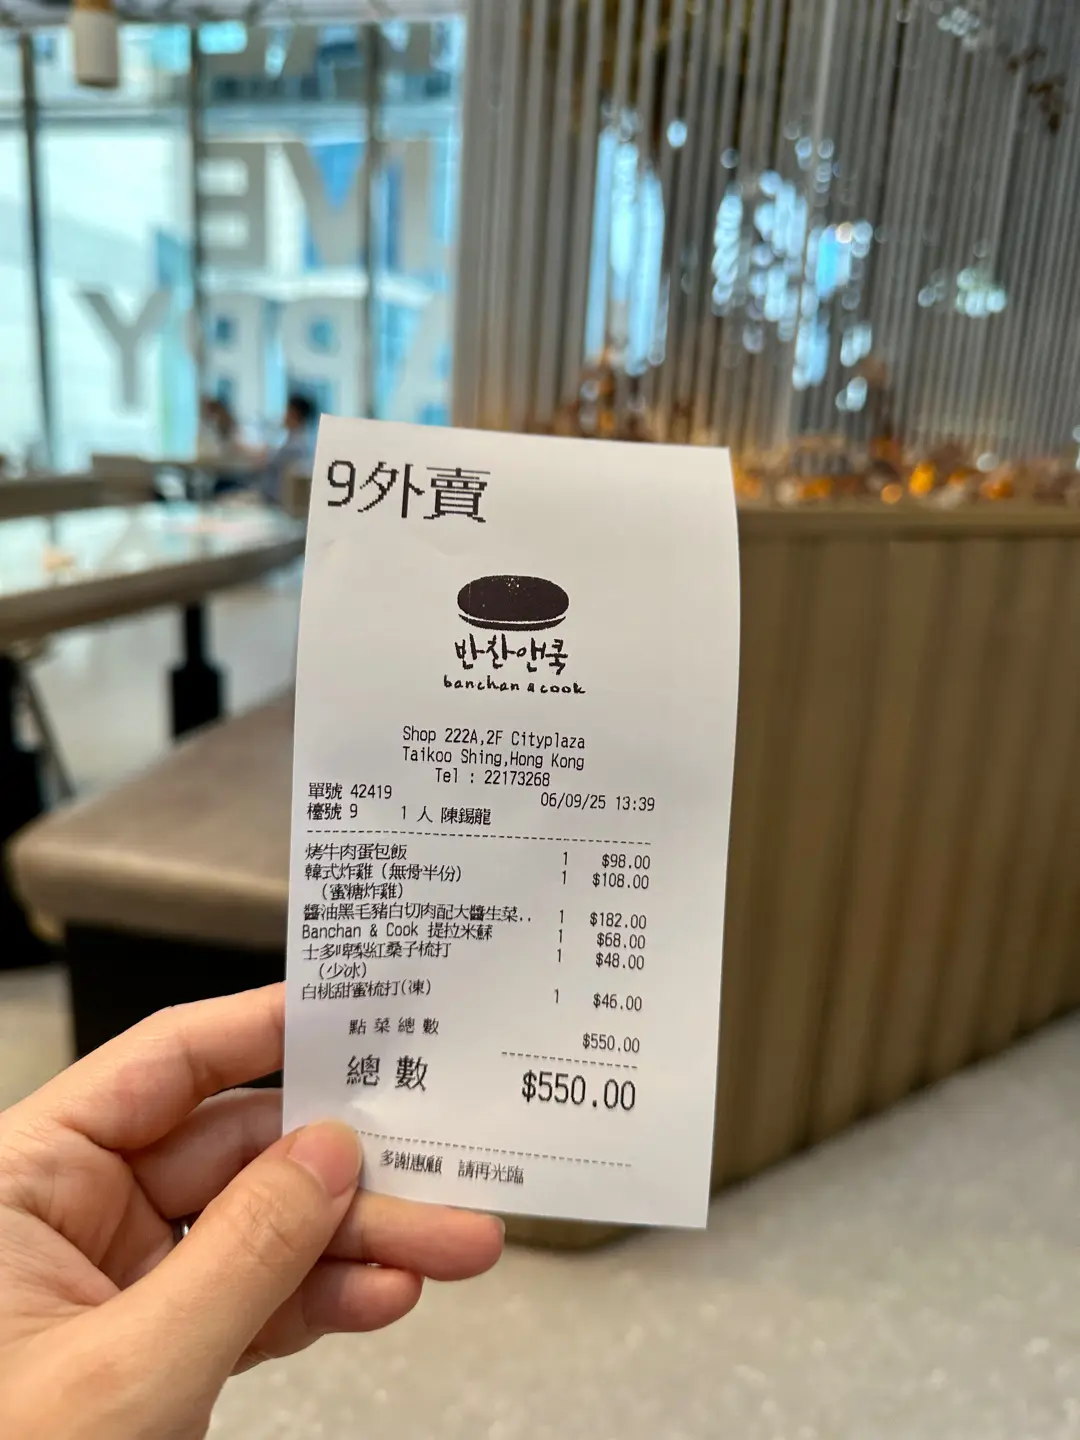 9外賣
반찬앤쿡
banchan & cook
Shop 222A,2F Cityplaza
Taikoo Shing,Hong Kong
Tel : 22173268
單號 42419 06/09/25 13:39
檯號 9 1 人 陳錫龍
烤牛肉蛋包飯 1 $98.00
韓式炸雞 (無骨半份) 1 $108.00
(蜜糖炸雞)
醬油黑毛豬白切肉配大醬生菜.. 1 $182.00
Banchan & Cook 提拉米蘇 1 $68.00
士多啤梨紅桑子梳打 1 $48.00
(少冰)
白桃甜蜜梳打(凍) 1 $46.00
點菜總數 $550.00
總數 $550.00
多謝惠顧 請再光臨